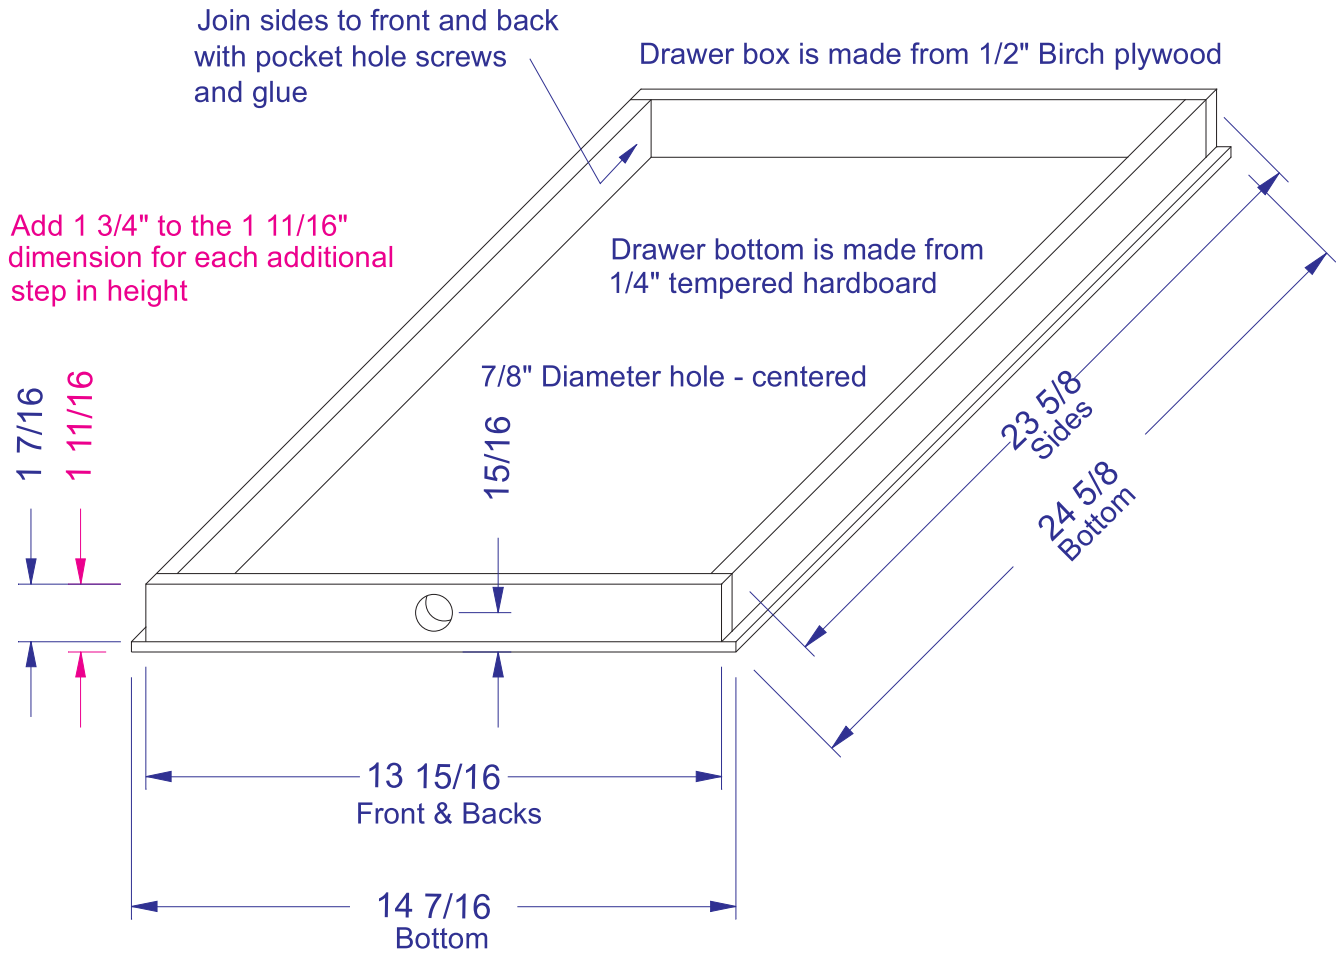 Join sides to front and back
with pocket hole screws
and glue
Drawer box is made from 1/2" Birch plywood
Add 1 3/4" to the 1 11/16"
dimension for each additional
step in height
Drawer bottom is made from
1/4" tempered hardboard
7/8" Diameter hole - centered
1 7/16
1 11/16
15/16
23 5/8
Sides
24 5/8
Bottom
13 15/16
Front & Backs
14 7/16
Bottom